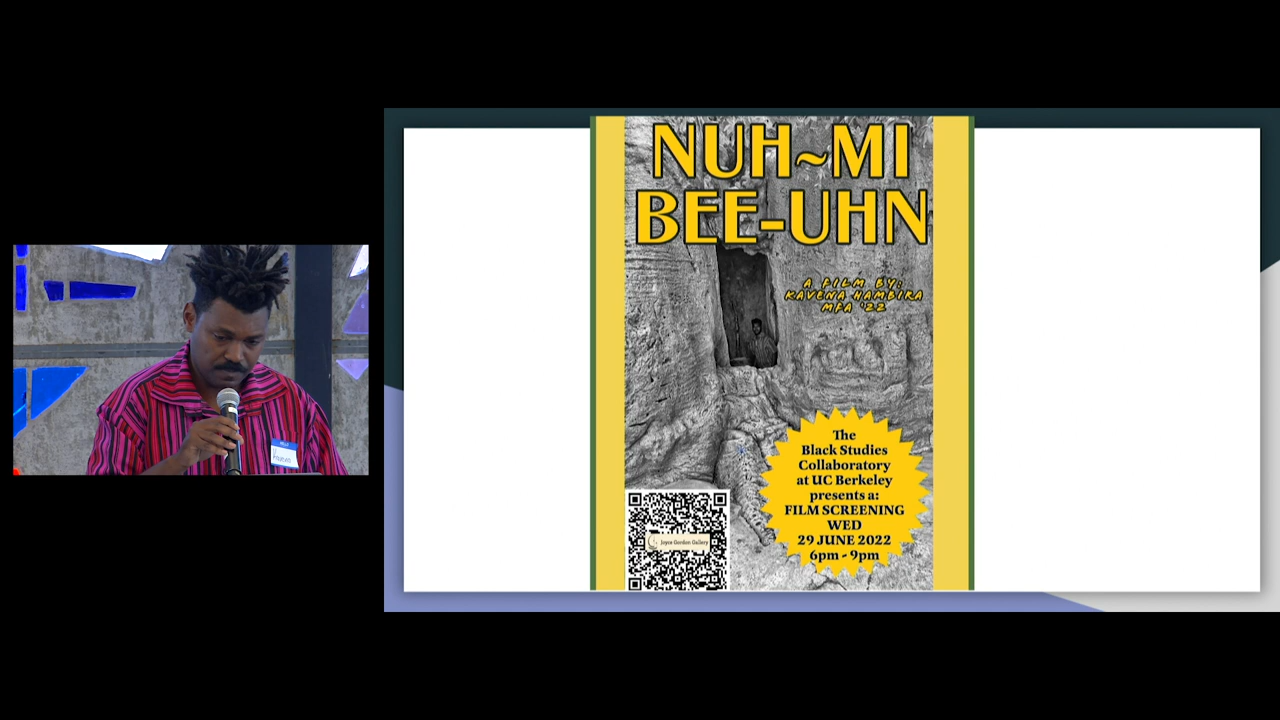 NUH~MI
BEE-UHN
A FILM BY:
KAVENA HAMBIRA
MFA '22
The
Black Studies
Collaboratory
at UC Berkeley
presents a:
FILM SCREENING
WED
29 JUNE 2022
6pm - 9pm
Joyce Gordon Gallery